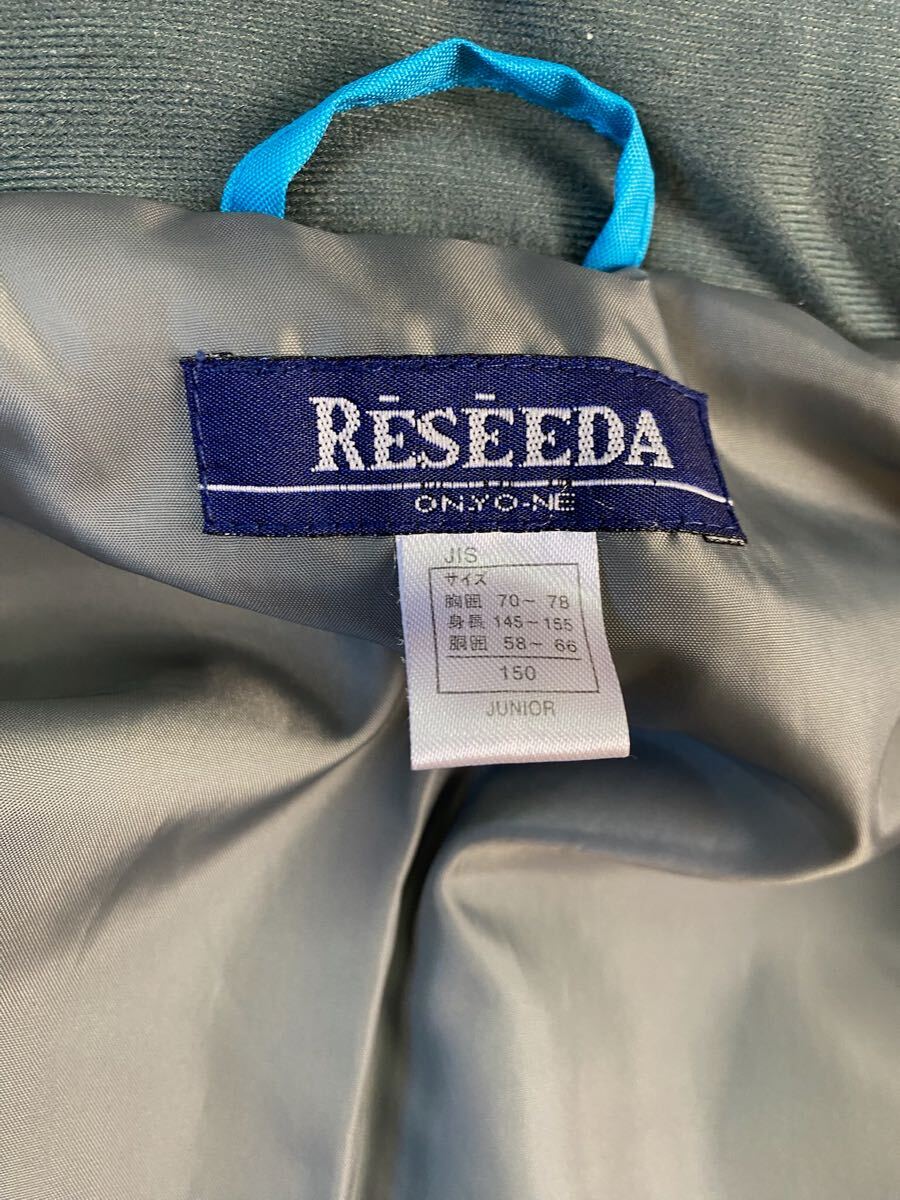 RĒSĒEDA
ON・YO・NE
JIS
サイズ
胸囲 70～ 78
身長 145～155
胴囲 58～ 66
150
JUNIOR